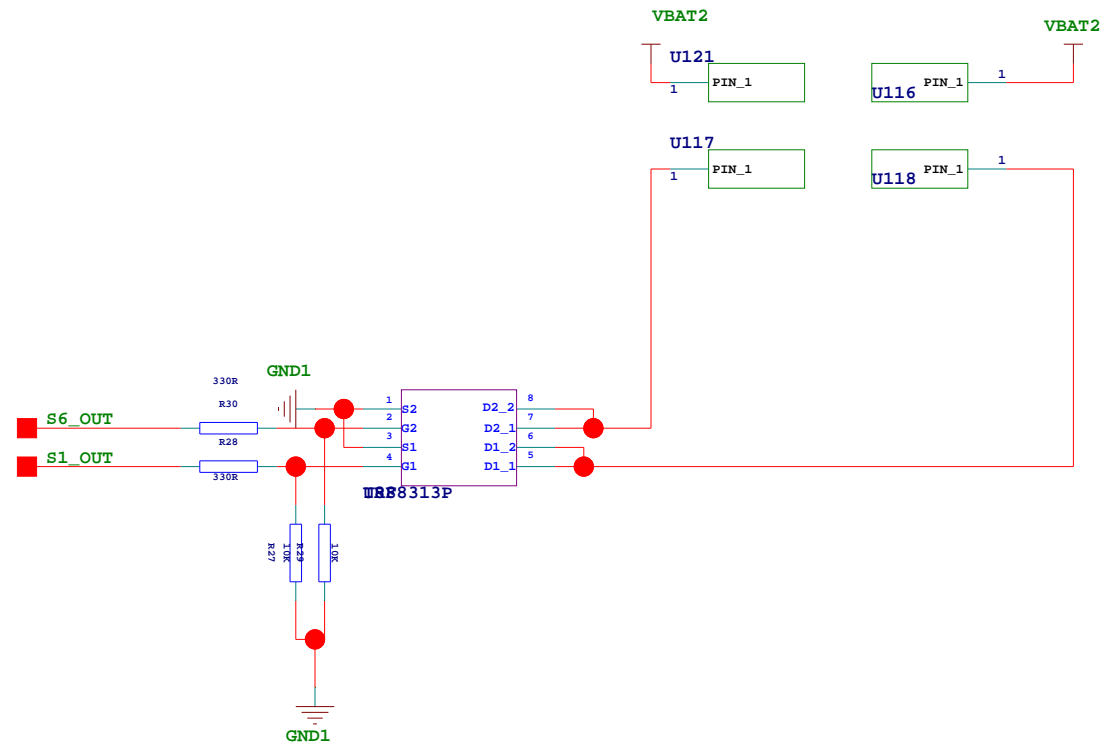 VBAT2
VBAT2
U121
1
PIN_1
U116
PIN_1
1
U117
1
PIN_1
U118
PIN_1
1
GND1
330R
R30
S6_OUT
R28
S1_OUT
330R
1
S2
D2_2
8
2
G2
D2_1
7
3
S1
D1_2
6
4
G1
D1_1
5
R27
10K
R29
10K
GND1